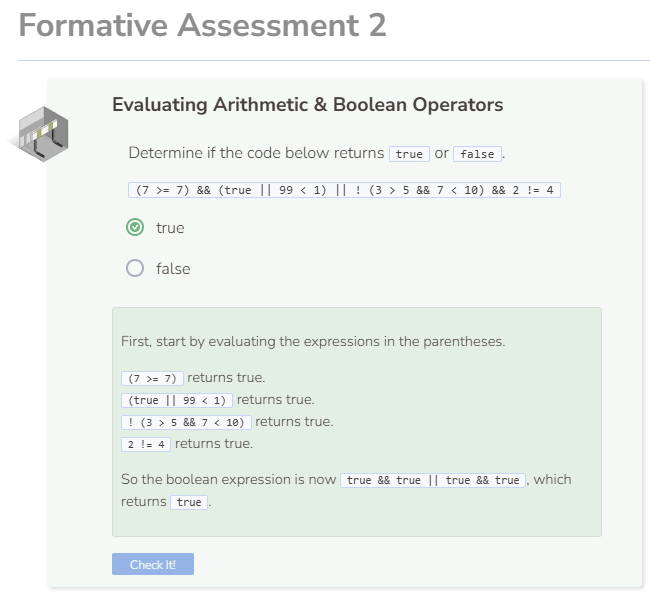 Formative Assessment 2
Evaluating Arithmetic & Boolean Operators
Determine if the code below returns true or false.
(7 >= 7) && (true || 99 < 1) || ! (3 > 5 && 7 < 10) && 2 != 4
true
false
First, start by evaluating the expressions in the parentheses.
(7 >= 7) returns true.
(true || 99 < 1) returns true.
! (3 > 5 && 7 < 10) returns true.
2 != 4 returns true.
So the boolean expression is now true && true || true && true, which
returns true.
Check It!